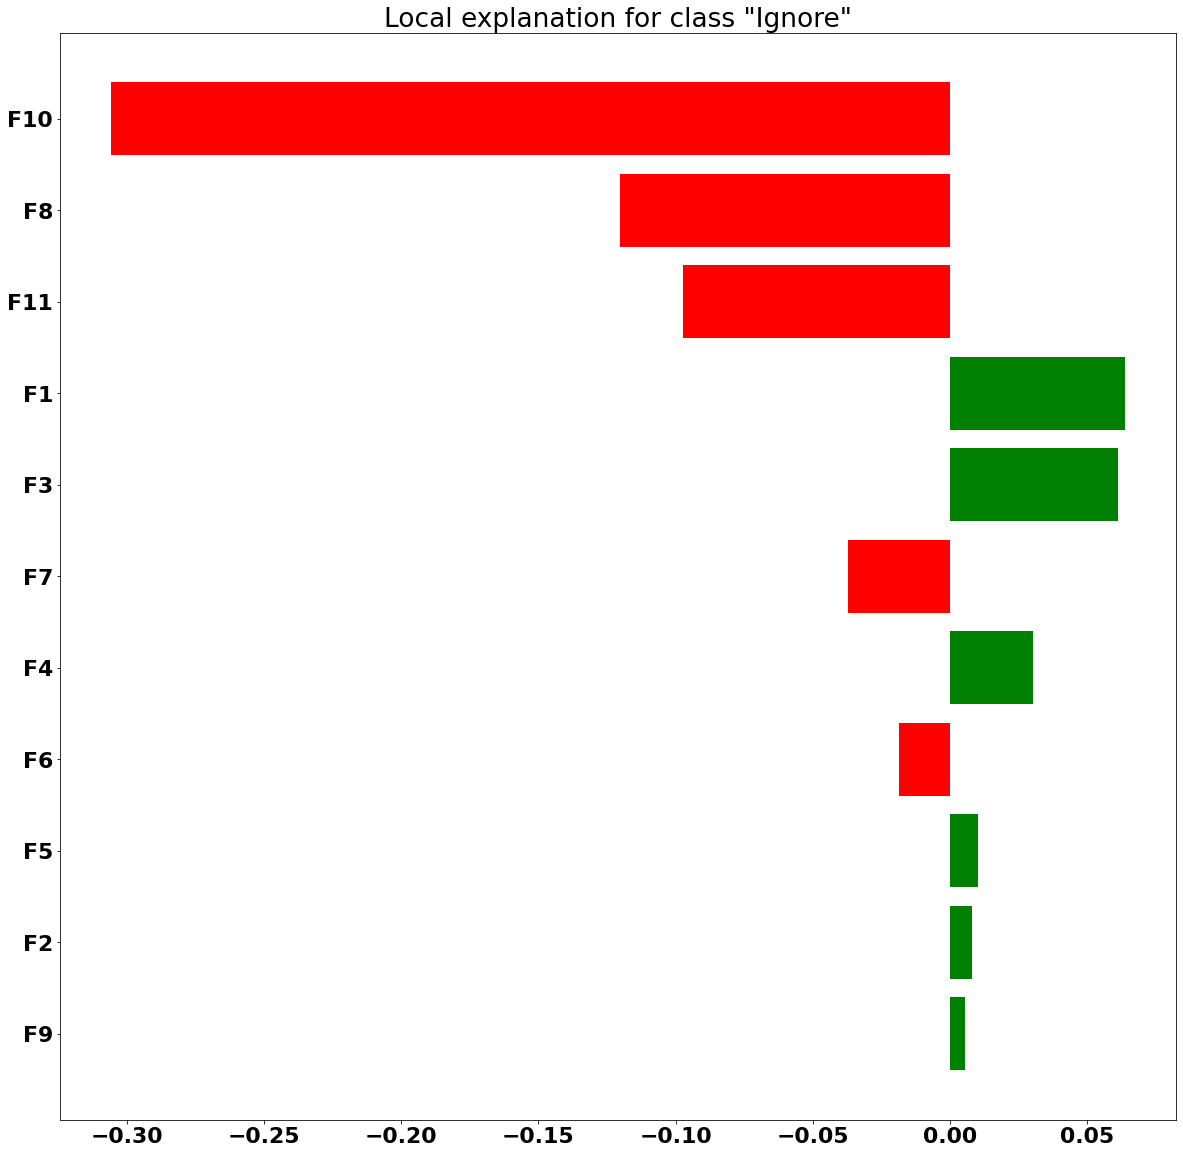 Local explanation for class "Ignore"
F10
F8
F11
F1
F3
F7
F4
F6
F5
F2
F9
−0.30 −0.25 −0.20 −0.15 −0.10 −0.05 0.00 0.05